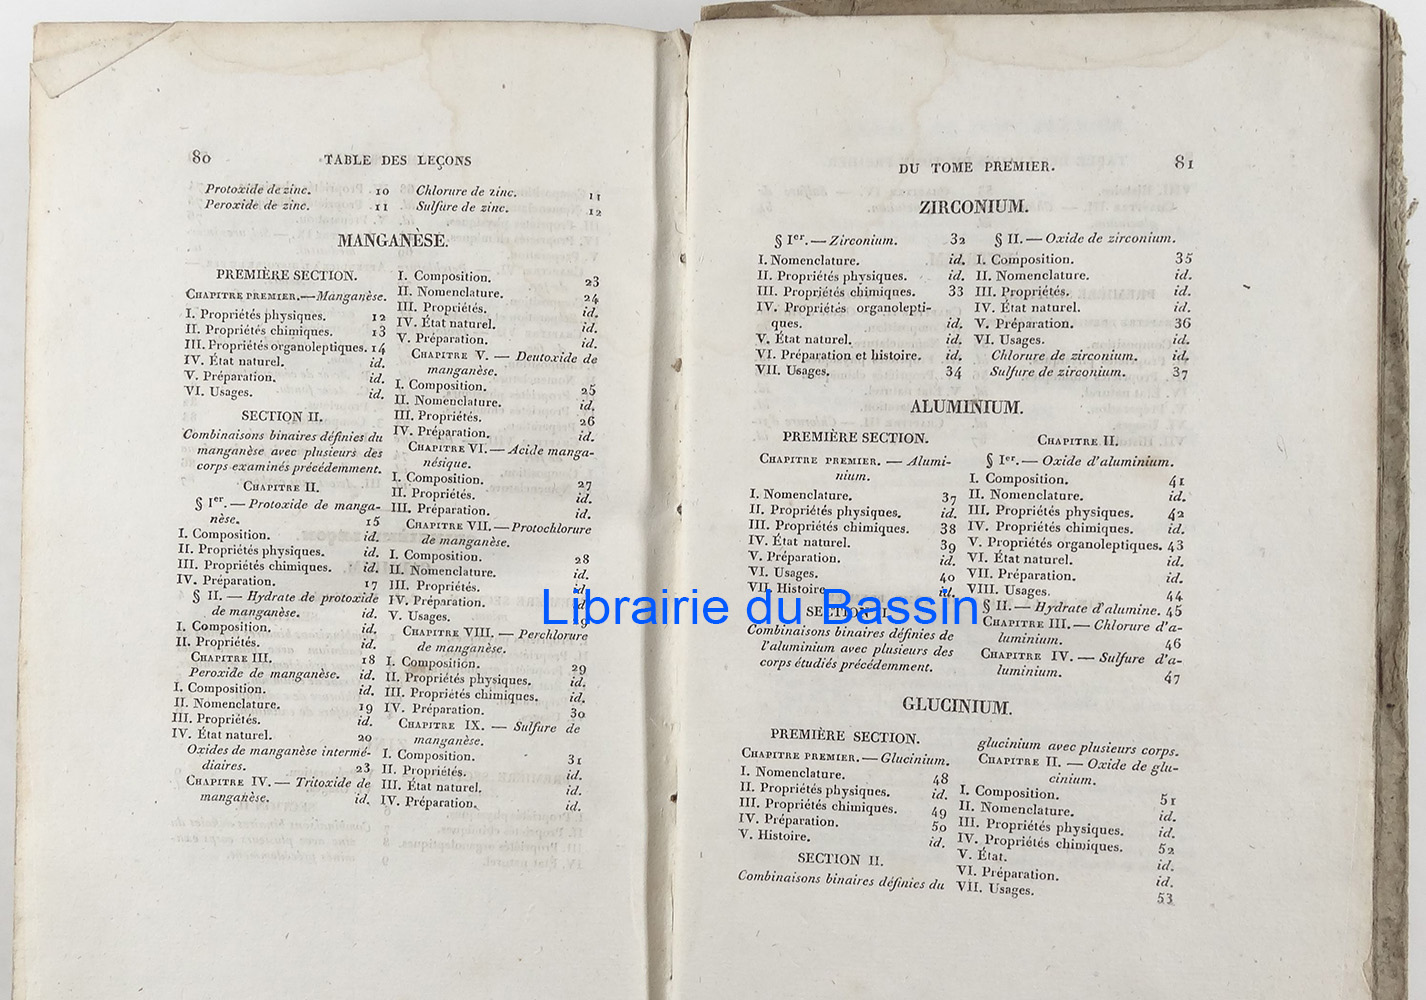 80 TABLE DES LEÇONS
Protoxide de zinc. 10
Peroxide de zinc. 11
Chlorure de zinc. 11
Sulfure de zinc. 12
MANGANÈSE.
PREMIÈRE SECTION.
CHAPITRE PREMIER.—Manganèse.
I. Propriétés physiques. 12
II. Propriétés chimiques. 13
III. Propriétés organoleptiques. 14
IV. État naturel. id.
V. Préparation. id.
VI. Usages. id.
SECTION II.
Combinaisons binaires définies du
manganèse avec plusieurs des
corps examinés précédemment.
CHAPITRE II.
§ Ier.—Protoxide de manga-
nèse. 15
I. Composition. id.
II. Propriétés physiques. id.
III. Propriétés chimiques. id.
IV. Préparation. 17
§ II. — Hydrate de protoxide
de manganèse. id.
I. Composition. id.
II. Propriétés. id.
CHAPITRE III. 18
Peroxide de manganèse. id.
I. Composition. id.
II. Nomenclature. 19
III. Propriétés. id.
IV. État naturel. 20
Oxides de manganèse intermé-
diaires. 23
CHAPITRE IV. — Tritoxide de
manganèse. id.
I. Composition. 23
II. Nomenclature. 24
III. Propriétés. id.
IV. État naturel. id.
V. Préparation. id.
CHAPITRE V. — Deutoxide de
manganèse.
I. Composition. 25
II. Nomenclature. id.
III. Propriétés. 26
IV. Préparation. id.
CHAPITRE VI. — Acide manga-
nésique.
I. Composition. 27
II. Propriétés. id.
III. Préparation. id.
CHAPITRE VII. — Protochlorure
de manganèse.
I. Composition. 28
II. Nomenclature. id.
III. Propriétés. id.
IV. Préparation.
V. Usages.
CHAPITRE VIII. — Perchlorure
de manganèse.
I. Composition. 29
II. Propriétés physiques. id.
III. Propriétés chimiques. id.
IV. Préparation. 30
CHAPITRE IX. — Sulfure de
manganèse.
I. Composition. 31
II. Propriétés. id.
III. État naturel. id.
IV. Préparation. id.
DU TOME PREMIER. 81
ZIRCONIUM.
§ Ier.—Zirconium. 32
I. Nomenclature. id.
II. Propriétés physiques. id.
III. Propriétés chimiques. 33
IV. Propriétés organolepti-
ques. id.
V. État naturel. id.
VI. Préparation et histoire. id.
VII. Usages. 34
§ II. — Oxide de zirconium.
I. Composition. 35
II. Nomenclature. id.
III. Propriétés. id.
IV. État naturel. id.
V. Préparation. 36
VI. Usages. id.
Chlorure de zirconium. id.
Sulfure de zirconium. 37
ALUMINIUM.
PREMIÈRE SECTION.
CHAPITRE PREMIER. — Alumi-
nium.
I. Nomenclature. 37
II. Propriétés physiques. id.
III. Propriétés chimiques. 38
IV. État naturel. 39
V. Préparation. id.
VI. Usages. 40
VII. Histoire. id.
SECTION II.
Combinaisons binaires définies de
l'aluminium avec plusieurs des
corps étudiés précédemment.
CHAPITRE II.
§ Ier.— Oxide d'aluminium.
I. Composition. 41
II. Nomenclature. id.
III. Propriétés physiques. 42
IV. Propriétés chimiques. id.
V. Propriétés organoleptiques. 43
VI. État naturel. id.
VII. Préparation. id.
VIII. Usages. 44
§ II.— Hydrate d'alumine. 45
CHAPITRE III. — Chlorure d'a-
luminium. 46
CHAPITRE IV. — Sulfure d'a-
luminium. 47
GLUCINIUM.
PREMIÈRE SECTION.
CHAPITRE PREMIER. — Glucinium.
I. Nomenclature. 48
II. Propriétés physiques. id.
III. Propriétés chimiques. 49
IV. Préparation. 50
V. Histoire. id.
SECTION II.
Combinaisons binaires définies du
glucinium avec plusieurs corps.
CHAPITRE II. — Oxide de glu-
cinium.
I. Composition. 51
II. Nomenclature. id.
III. Propriétés physiques. id.
IV. Propriétés chimiques. 52
V. État. id.
VI. Préparation. id.
VII. Usages. 53
Librairie du Bassin